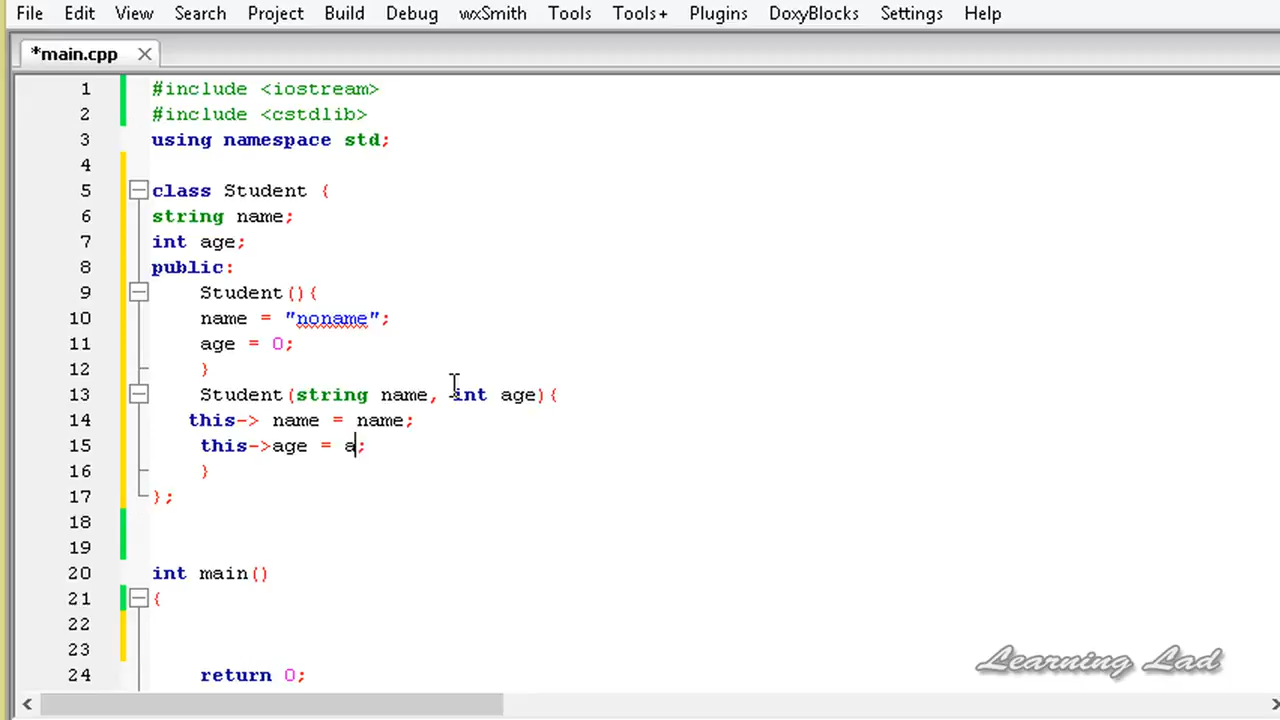 File Edit View Search Project Build Debug wxSmith Tools Tools+ Plugins DoxyBlocks Settings Help
*main.cpp
1 #include <iostream>
2 #include <cstdlib>
3 using namespace std;
4
5 class Student {
6 string name;
7 int age;
8 public:
9 Student(){
10 name = "noname";
11 age = 0;
12 }
13 Student(string name, int age){
14 this-> name = name;
15 this->age = a;
16 }
17 };
18
19
20 int main()
21 {
22
23
24 return 0;
Learning Lad